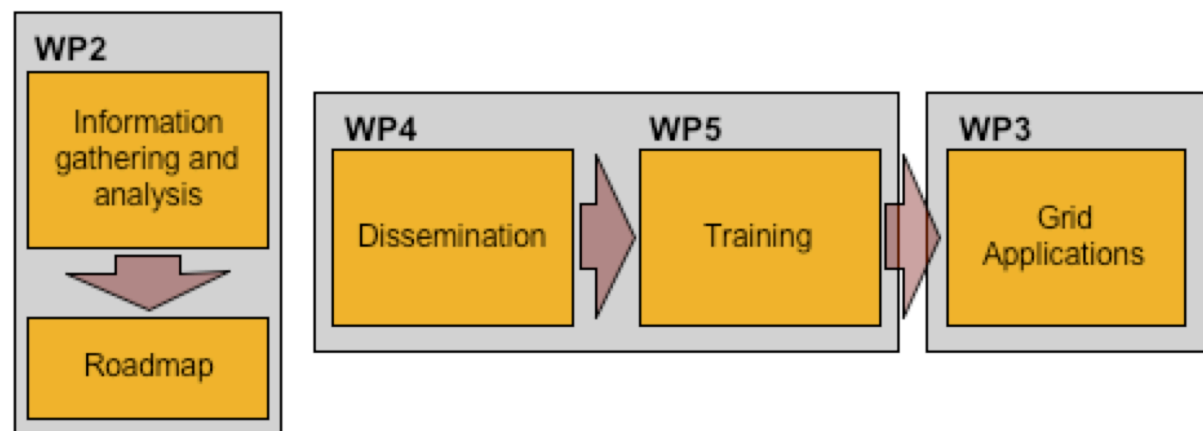 WP2
Information
gathering and
analysis
Roadmap
WP4
Dissemination
WP5
Training
WP3
Grid
Applications